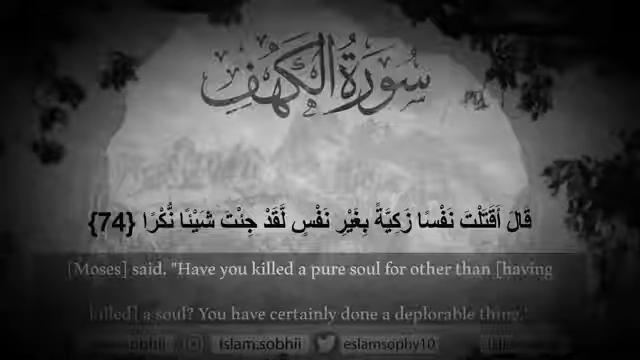 سُورَةُ الكَهْفِ
قَالَ أَقَتَلْتَ نَفْسًا زَكِيَّةً بِغَيْرِ نَفْسٍ لَّقَدْ جِئْتَ شَيْئًا نُّكْرًا {74}
[Moses] said, "Have you killed a pure soul for other than [having
killed] a soul? You have certainly done a deplorable thing."
islam.sobhii eslamsophy10